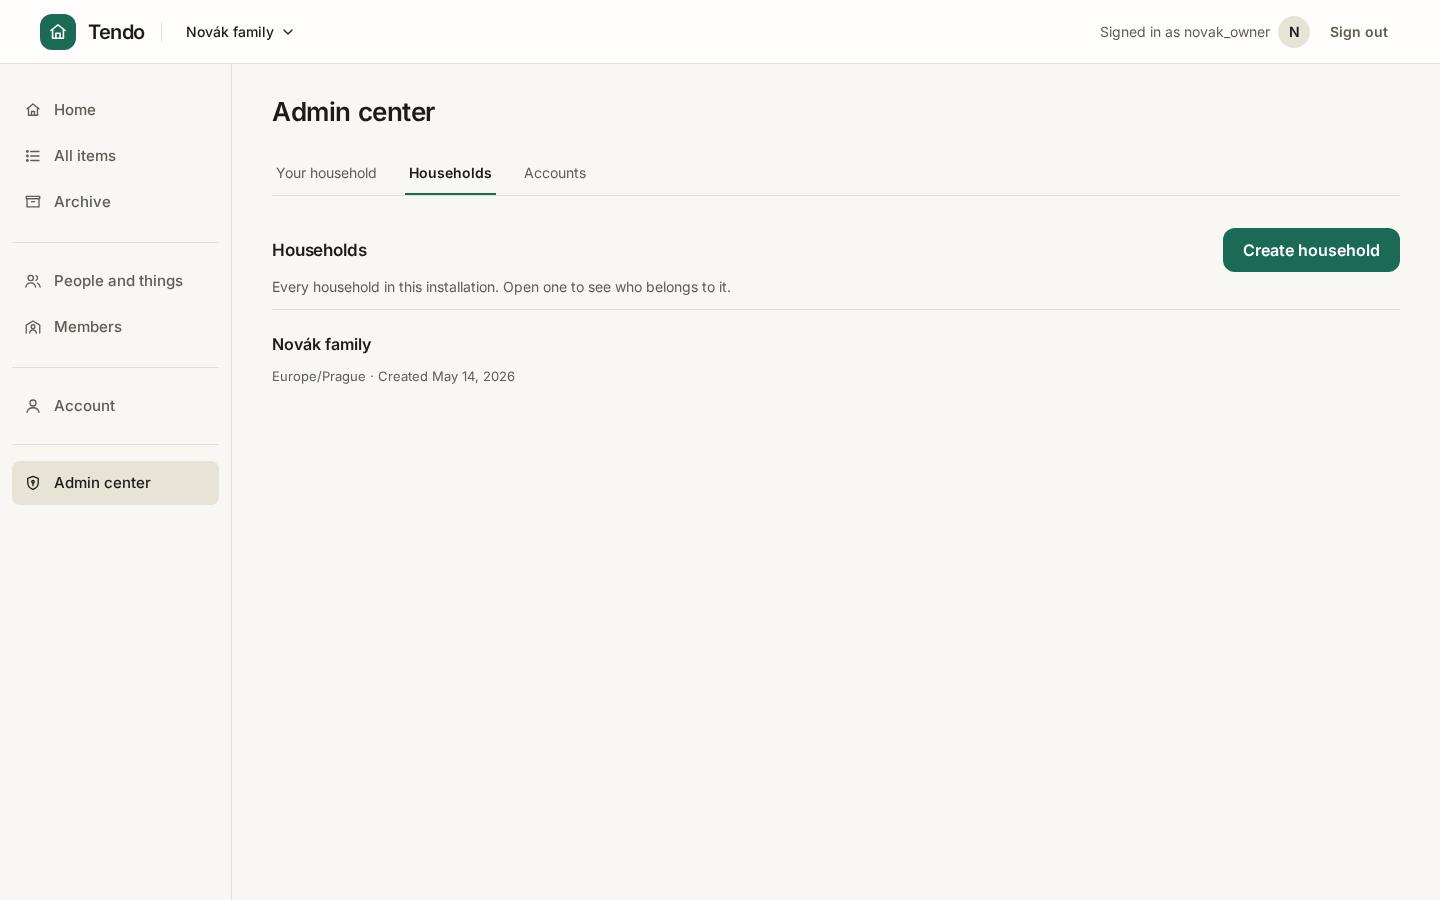 Tendo
Novák family
Signed in as novak_owner
N
Sign out
Home
All items
Archive
People and things
Members
Account
Admin center
Admin center
Your household
Households
Accounts
Households
Create household
Every household in this installation. Open one to see who belongs to it.
Novák family
Europe/Prague · Created May 14, 2026